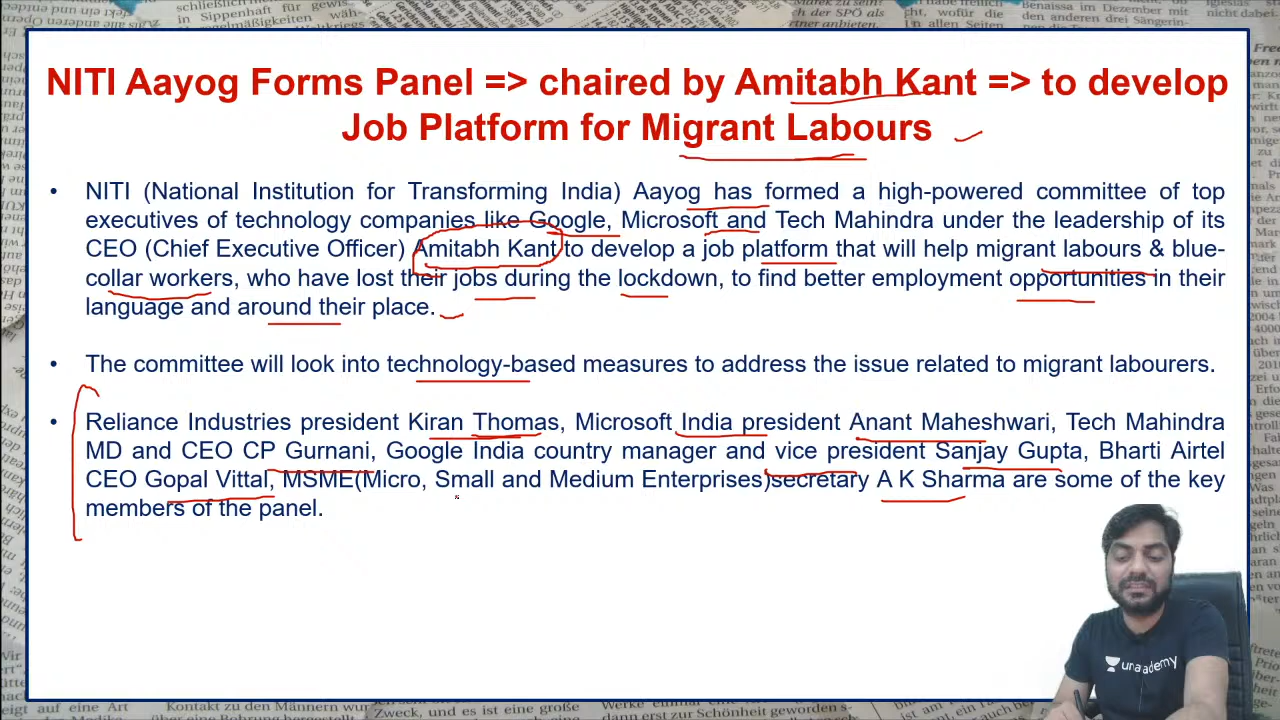 NITI Aayog Forms Panel => chaired by Amitabh Kant => to develop
Job Platform for Migrant Labours
• NITI (National Institution for Transforming India) Aayog has formed a high-powered committee of top
executives of technology companies like Google, Microsoft and Tech Mahindra under the leadership of its
CEO (Chief Executive Officer) Amitabh Kant to develop a job platform that will help migrant labours & blue-
collar workers, who have lost their jobs during the lockdown, to find better employment opportunities in their
language and around their place.
• The committee will look into technology-based measures to address the issue related to migrant labourers.
• Reliance Industries president Kiran Thomas, Microsoft India president Anant Maheshwari, Tech Mahindra
MD and CEO CP Gurnani, Google India country manager and vice president Sanjay Gupta, Bharti Airtel
CEO Gopal Vittal, MSME(Micro, Small and Medium Enterprises)secretary A K Sharma are some of the key
members of the panel.
unacademy